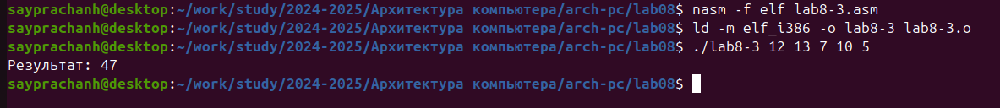 sayprachanh@desktop:~/work/study/2024-2025/Архитектура компьютера/arch-pc/lab08$ nasm -f elf lab8-3.asm
sayprachanh@desktop:~/work/study/2024-2025/Архитектура компьютера/arch-pc/lab08$ ld -m elf_i386 -o lab8-3 lab8-3.o
sayprachanh@desktop:~/work/study/2024-2025/Архитектура компьютера/arch-pc/lab08$ ./lab8-3 12 13 7 10 5
Результат: 47
sayprachanh@desktop:~/work/study/2024-2025/Архитектура компьютера/arch-pc/lab08$